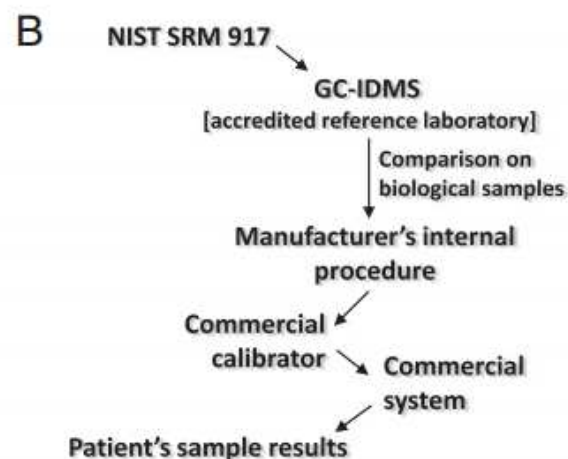 B
NIST SRM 917
GC-IDMS
[accredited reference laboratory]
Comparison on
biological samples
Manufacturer's internal
procedure
Commercial
calibrator
Commercial
system
Patient's sample results